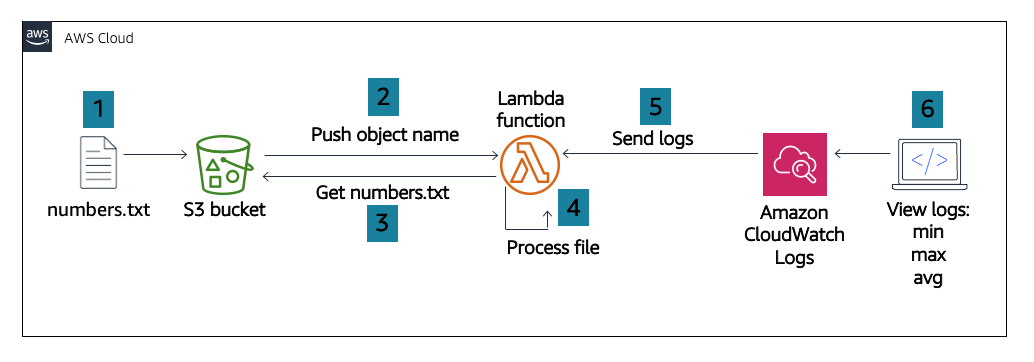 aws
AWS Cloud
1
numbers.txt
S3 bucket
2
Push object name
Get numbers.txt
3
Lambda
function
4
Process file
5
Send logs
Amazon
CloudWatch
Logs
6
</>
View logs:
min
max
avg